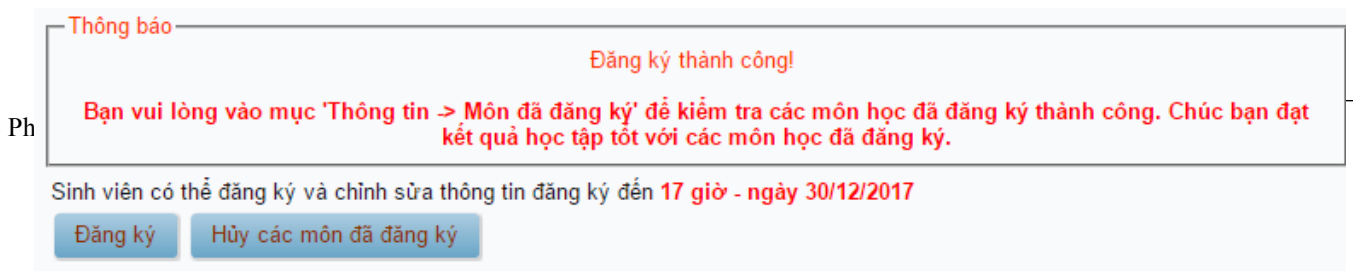 Thông báo
Đăng ký thành công!
Bạn vui lòng vào mục 'Thông tin -> Môn đã đăng ký' để kiểm tra các môn học đã đăng ký thành công. Chúc bạn đạt
Ph
kết quả học tập tốt với các môn học đã đăng ký.
Sinh viên có thể đăng ký và chỉnh sửa thông tin đăng ký đến 17 giờ - ngày 30/12/2017
Đăng ký Hủy các môn đã đăng ký